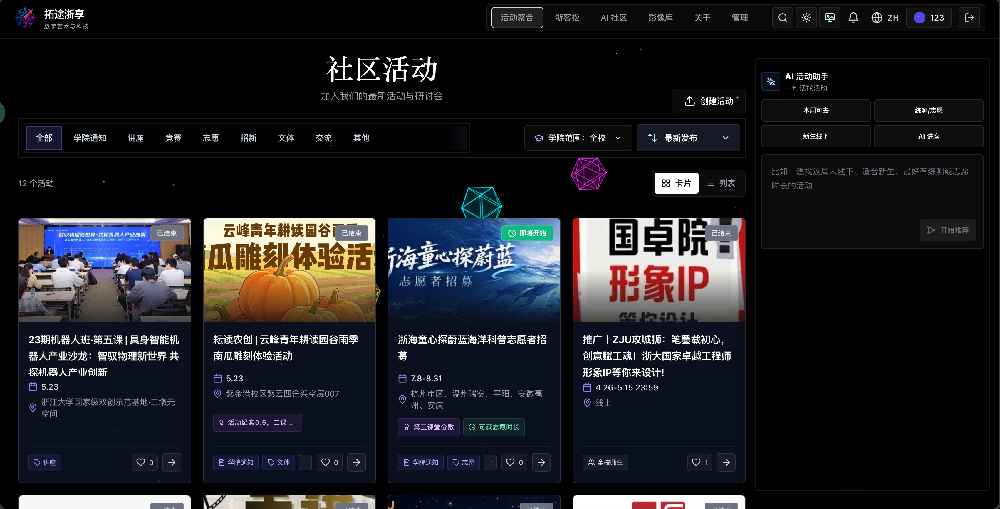 拓途浙享
数字艺术与科技
活动聚合
浙客松
AI 社区
影像库
关于
管理
ZH
1
123
社区活动
加入我们的最新活动与研讨会
创建活动
全部
学院通知
讲座
竞赛
志愿
招新
文体
交流
其他
学院范围：全校
最新发布
12 个活动
卡片
列表
AI 活动助手
一句话找活动
本周可去
综测/志愿
新生线下
AI 讲座
比如：想找这周末线下、适合新生、最好有综测或志愿
时长的活动
开始推荐
智驭物理新世界·共探机器人产业创新
已结束
23期机器人班·第五课 | 具身智能机
器人产业沙龙：智驭物理新世界 共
探机器人产业创新
5.23
浙江大学国家级双创示范基地·三墩元
空间
讲座
0
云峰青年耕读园谷
已结束
瓜雕刻体验活
耘读农创 | 云峰青年耕读园谷雨季
南瓜雕刻体验活动
5.23
紫金港校区紫云四舍架空层007
活动纪实0.5，二课...
学院通知
文体
0
即将开始
海童心探蔚蓝
志愿者招募
浙海童心探蔚蓝海洋科普志愿者招
募
7.8-8.31
杭州市区、温州瑞安、平阳、安徽亳
州、安庆
第三课堂分数
可获志愿时长
学院通知
志愿
0
国卓院
已结束
形象IP
等你设计
推广 | ZJU攻城狮：笔墨载初心，
创意赋工魂！浙大国家卓越工程师
形象IP等你来设计!
4.26-5.15 23:59
线上
全校师生
1
已结束
已结束
已结束
已结束